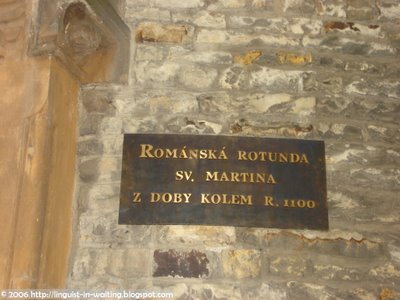 ROMÁNSKÁ ROTUNDA
SV. MARTINA
Z DOBY KOLEM R. 1100
© 2006 http://linguist-in-waiting.blogspot.com